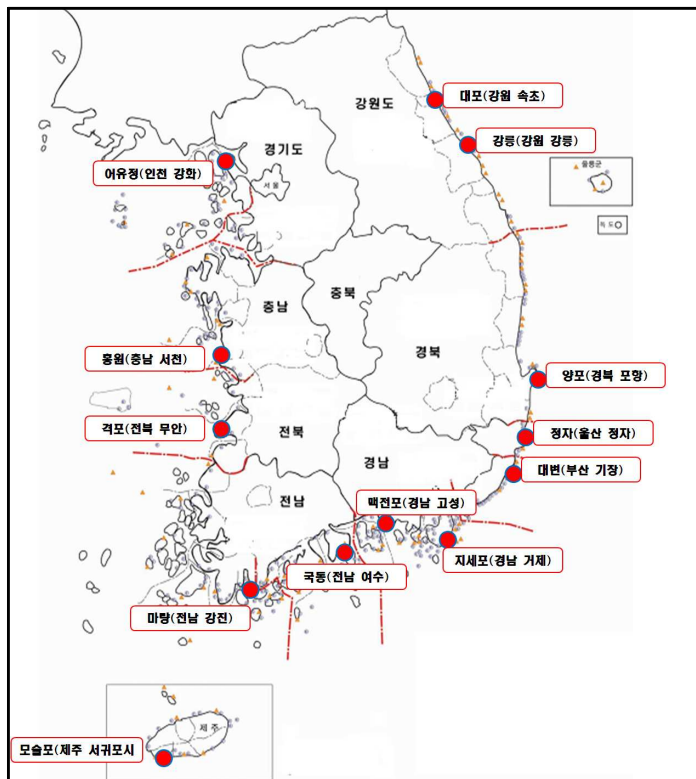 대포(강원 속초)
강원도
강릉(강원 강릉)
경기도
어유정(인천 강화)
서울
울릉군
독도
충남
충북
경북
홍원(충남 서천)
양포(경북 포항)
격포(전북 무안)
전북
정자(울산 정자)
경남
대변(부산 기장)
전남
맥전포(경남 고성)
지세포(경남 거제)
국동(전남 여수)
마량(전남 강진)
제주
모슬포(제주 서귀포시